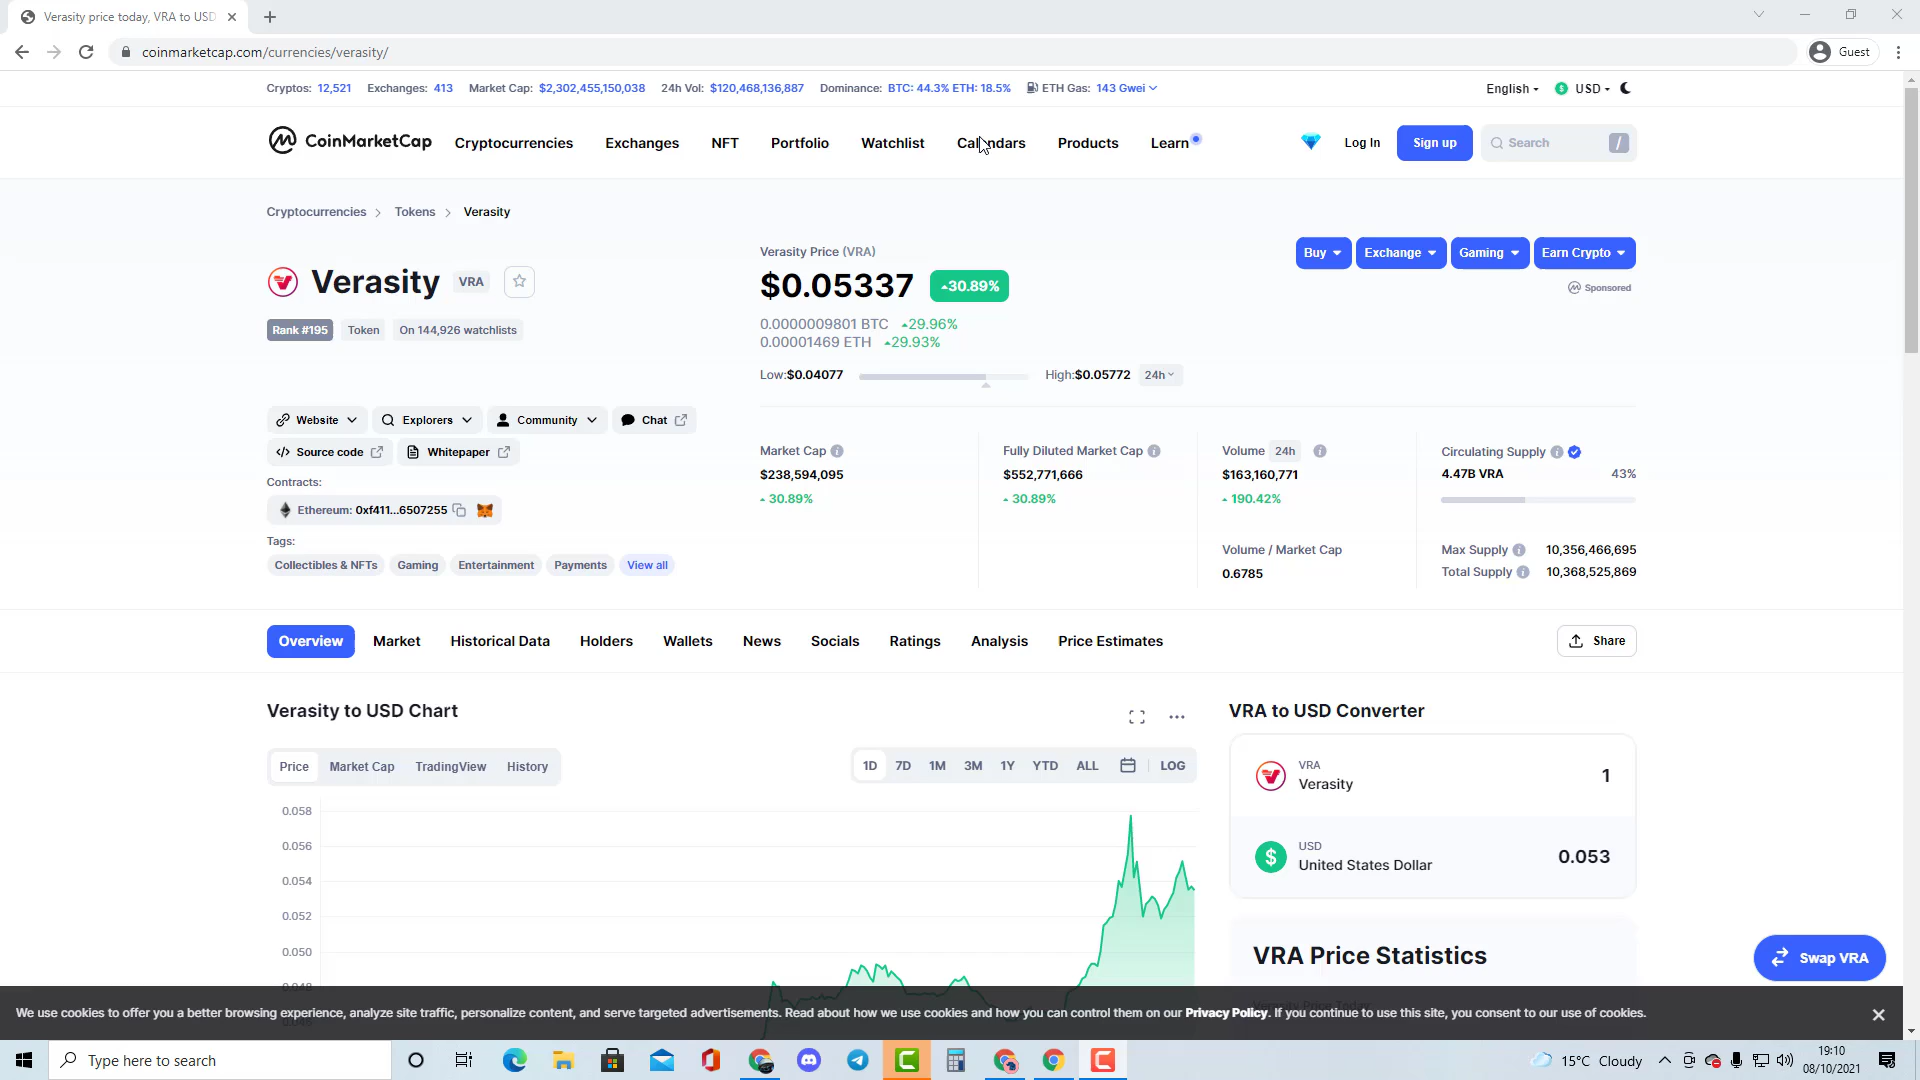 Verasity price today, VRA to USD
coinmarketcap.com/currencies/verasity/
Guest
Cryptos: 12,521 Exchanges: 413 Market Cap: $2,302,455,150,038 24h Vol: $120,468,136,887 Dominance: BTC: 44.3% ETH: 18.5% ETH Gas: 143 Gwei
English USD
CoinMarketCap Cryptocurrencies Exchanges NFT Portfolio Watchlist Calendars Products Learn Log In Sign up Search /
Cryptocurrencies > Tokens > Verasity
Verasity VRA
Rank #195 Token On 144,926 watchlists
Website Explorers Community Chat
Source code Whitepaper
Contracts:
Ethereum: 0xf411...6507255
Tags:
Collectibles & NFTs Gaming Entertainment Payments View all
Verasity Price (VRA)
$0.05337 30.89%
0.0000009801 BTC 29.96%
0.00001469 ETH 29.93%
Low:$0.04077 High:$0.05772 24h
Buy Exchange Gaming Earn Crypto
Sponsored
Market Cap
$238,594,095
30.89%
Fully Diluted Market Cap
$552,771,666
30.89%
Volume 24h
$163,160,771
190.42%
Volume / Market Cap
0.6785
Circulating Supply
4.47B VRA 43%
Max Supply 10,356,466,695
Total Supply 10,368,525,869
Overview Market Historical Data Holders Wallets News Socials Ratings Analysis Price Estimates Share
Verasity to USD Chart
Price Market Cap TradingView History
1D 7D 1M 3M 1Y YTD ALL LOG
0.058
0.056
0.054
0.052
0.050
0.048
VRA to USD Converter
VRA
Verasity 1
USD
United States Dollar 0.053
VRA Price Statistics
Verasity Price Today
Swap VRA
We use cookies to offer you a better browsing experience, analyze site traffic, personalize content, and serve targeted advertisements. Read about how we use cookies and how you can control them on our Privacy Policy. If you continue to use this site, you consent to our use of cookies.
Type here to search
15°C Cloudy
19:10
08/10/2021